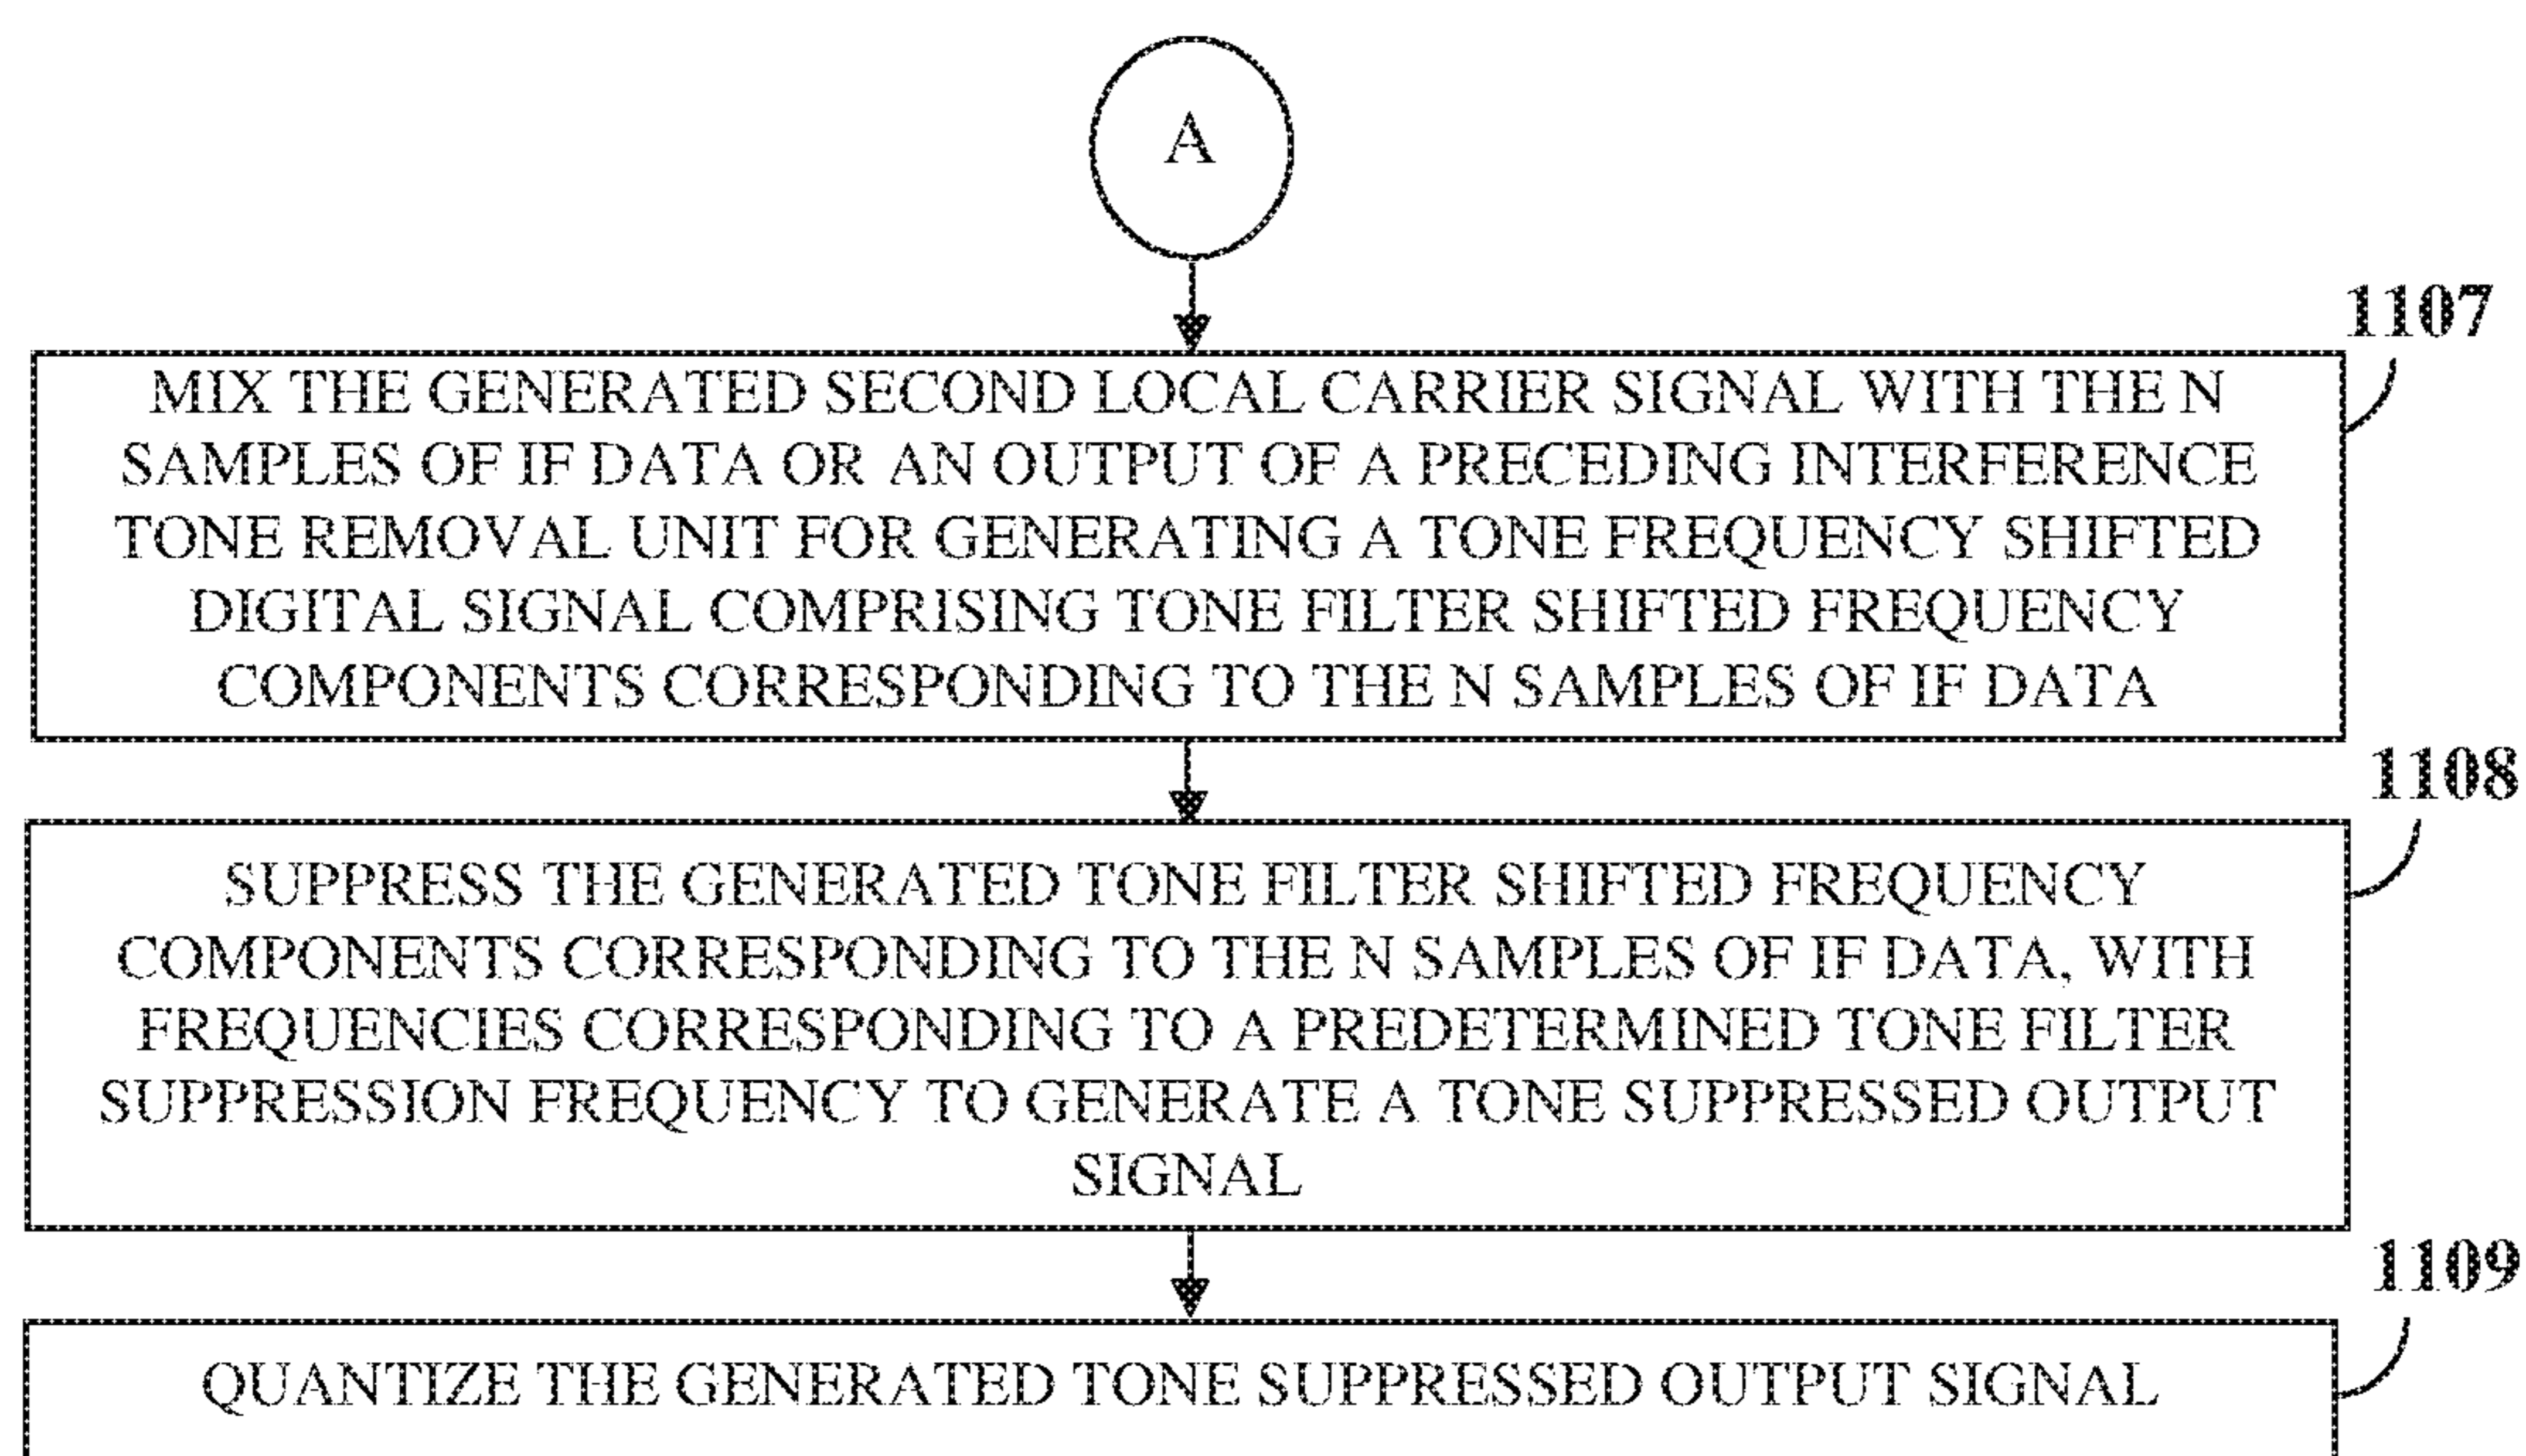 A
1107
MIX THE GENERATED SECOND LOCAL CARRIER SIGNAL WITH THE N
SAMPLES OF IF DATA OR AN OUTPUT OF A PRECEDING INTERFERENCE
TONE REMOVAL UNIT FOR GENERATING A TONE FREQUENCY SHIFTED
DIGITAL SIGNAL COMPRISING TONE FILTER SHIFTED FREQUENCY
COMPONENTS CORRESPONDING TO THE N SAMPLES OF IF DATA
1108
SUPPRESS THE GENERATED TONE FILTER SHIFTED FREQUENCY
COMPONENTS CORRESPONDING TO THE N SAMPLES OF IF DATA, WITH
FREQUENCIES CORRESPONDING TO A PREDETERMINED TONE FILTER
SUPPRESSION FREQUENCY TO GENERATE A TONE SUPPRESSED OUTPUT
SIGNAL
1109
QUANTIZE THE GENERATED TONE SUPPRESSED OUTPUT SIGNAL